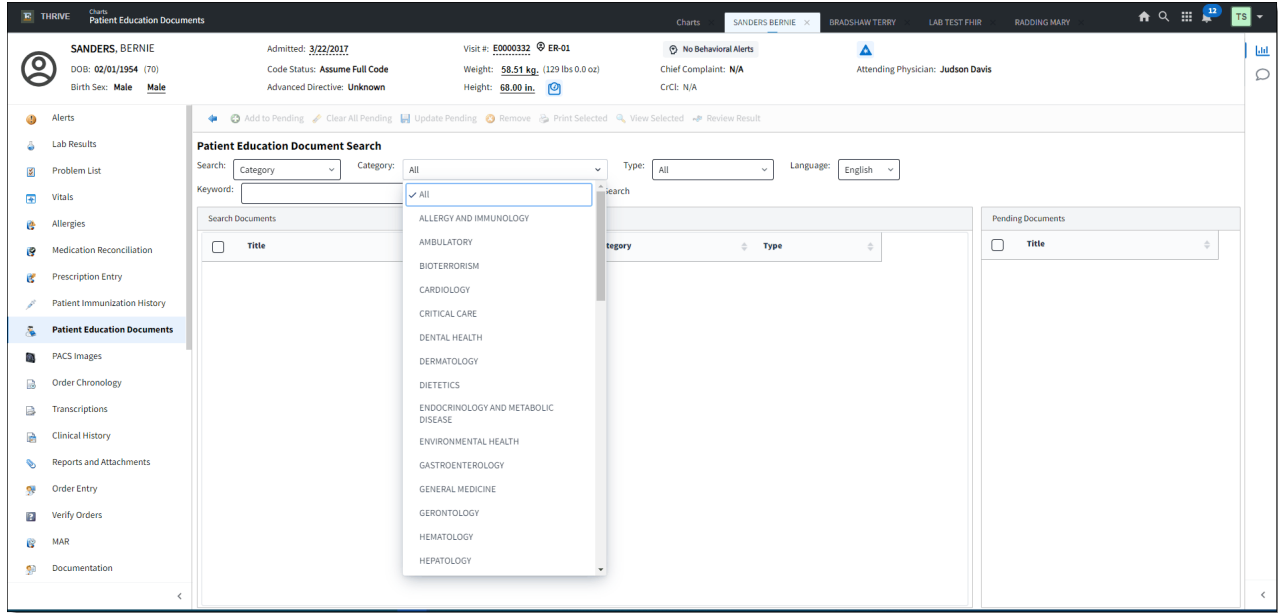 THRIVE
Charts
Patient Education Documents
Charts
SANDERS BERNIE
BRADSHAW TERRY
LAB TEST FHIR
RADDING MARY
12
TS
SANDERS, BERNIE
DOB: 02/01/1954 (70)
Birth Sex: Male Male
Admitted: 3/22/2017
Code Status: Assume Full Code
Advanced Directive: Unknown
Visit #: E0000332 ER-01
Weight: 58.51 kg. (129 lbs 0.0 oz)
Height: 68.00 in.
No Behavioral Alerts
Chief Complaint: N/A
CrCl: N/A
Attending Physician: Judson Davis
Alerts
Lab Results
Problem List
Vitals
Allergies
Medication Reconciliation
Prescription Entry
Patient Immunization History
Patient Education Documents
PACS Images
Order Chronology
Transcriptions
Clinical History
Reports and Attachments
Order Entry
Verify Orders
MAR
Documentation
Add to Pending Clear All Pending Update Pending Remove Print Selected View Selected Review Result
Patient Education Document Search
Search: Category Category: All Type: All Language: English
Keyword: earch
All
ALLERGY AND IMMUNOLOGY
AMBULATORY
BIOTERRORISM
CARDIOLOGY
CRITICAL CARE
DENTAL HEALTH
DERMATOLOGY
DIETETICS
ENDOCRINOLOGY AND METABOLIC
DISEASE
ENVIRONMENTAL HEALTH
GASTROENTEROLOGY
GENERAL MEDICINE
GERONTOLOGY
HEMATOLOGY
HEPATOLOGY
Search Documents
Title tegory Type
Pending Documents
Title